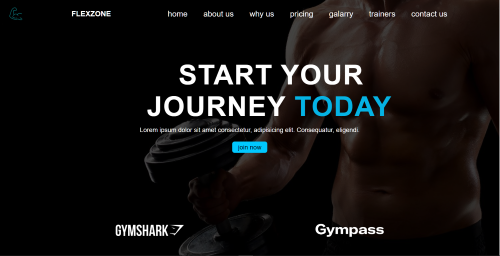 FLEXZONE
home about us why us pricing galarry trainers contact us
START YOUR
JOURNEY TODAY
Lorem ipsum dolor sit amet consectetur, adipisicing elit. Consequatur, eligendi.
join now
GYMSHARK
Gympass